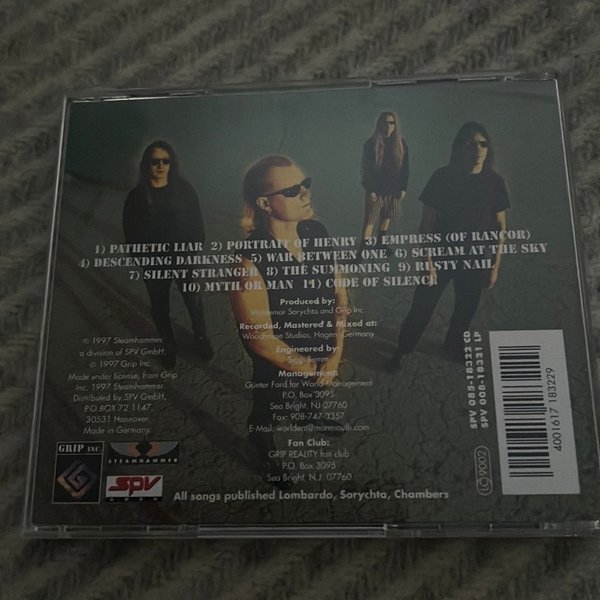 1) PATHETIC LIAR 2) PORTRAIT OF HENRY 3) EMPRESS (OF RANCOR)
4) DESCENDING DARKNESS 5) WAR BETWEEN ONE 6) SCREAM AT THE SKY
7) SILENT STRANGER 8) THE SUMMONING 9) RUSTY NAIL
10) MYTH OR MAN 11) CODE OF SILENCE
Produced by:
Waldemar Sorychta and Grip Inc
Recorded, Mastered & Mixed at:
Woodhouse Studios, Hagen, Germany
Engineered by:
Siggi Bemm
Management:
Günter Ford for World Management
P.O. Box 3095
Sea Bright, NJ 07760
Fax: 908-747-3357
E-Mail: worldent@monmouth.com
Fan Club:
GRIP REALITY fan club
P.O. Box 3095
Sea Bright, N.J. 07760
All songs published Lombardo, Sorychta, Chambers
℗ 1997 Steamhammer
a division of SPV GmbH;
© 1997 Grip Inc.
Made under license, from Grip
Inc. 1997 Steamhammer.
Distributed by SPV GmbH,
P.O BOX 72 1147,
30531 Hannover.
Made in Germany.
GRIP INC.
STEAMHAMMER
SPV
SPV 085-18322 CD
SPV 008-18321 LP
4001617 183229
LC 9002